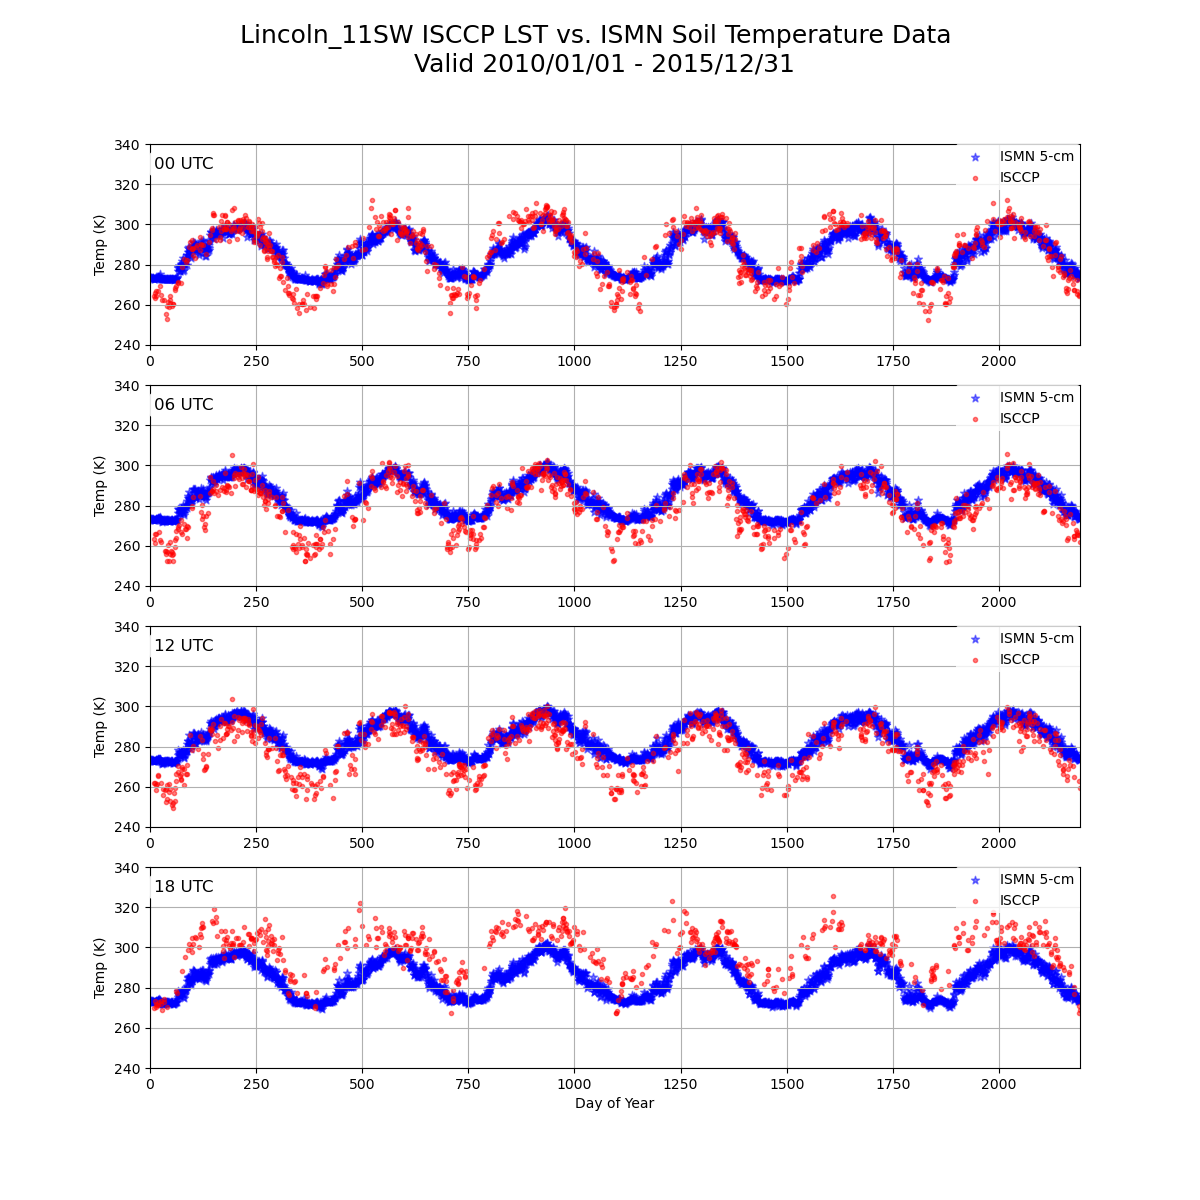 Lincoln_11SW ISCCP LST vs. ISMN Soil Temperature Data
Valid 2010/01/01 - 2015/12/31
340
320
300
280
260
240
Temp (K)
00 UTC
ISMN 5-cm
ISCCP
0 250 500 750 1000 1250 1500 1750 2000
340
320
300
280
260
240
Temp (K)
06 UTC
ISMN 5-cm
ISCCP
0 250 500 750 1000 1250 1500 1750 2000
340
320
300
280
260
240
Temp (K)
12 UTC
ISMN 5-cm
ISCCP
0 250 500 750 1000 1250 1500 1750 2000
340
320
300
280
260
240
Temp (K)
18 UTC
ISMN 5-cm
ISCCP
0 250 500 750 1000 1250 1500 1750 2000
Day of Year